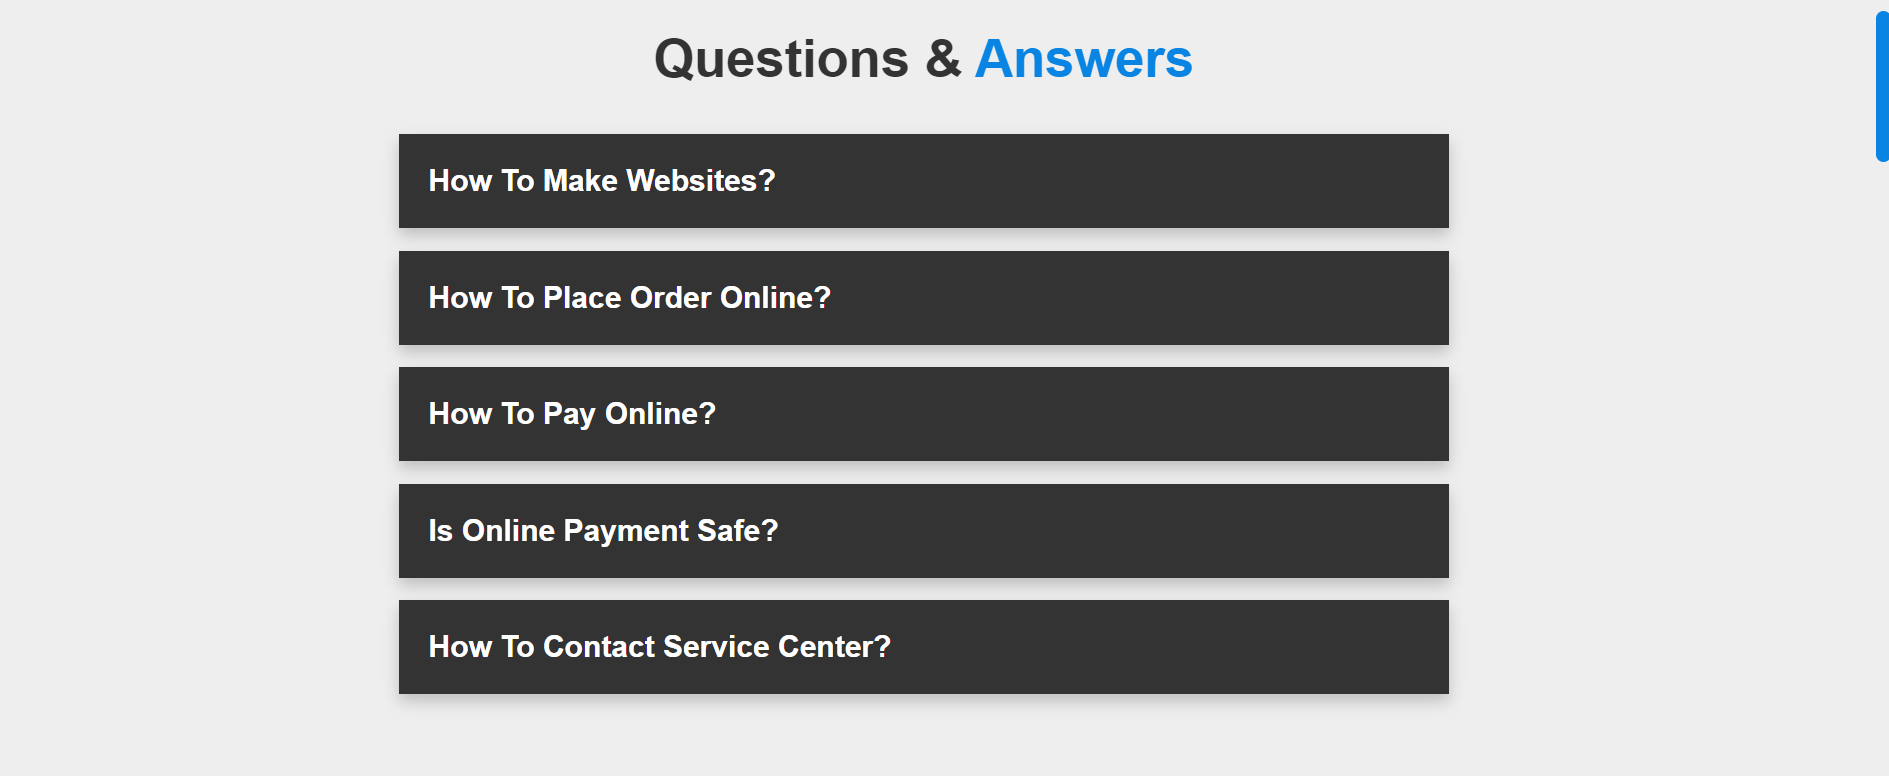 Questions & Answers
How To Make Websites?
How To Place Order Online?
How To Pay Online?
Is Online Payment Safe?
How To Contact Service Center?